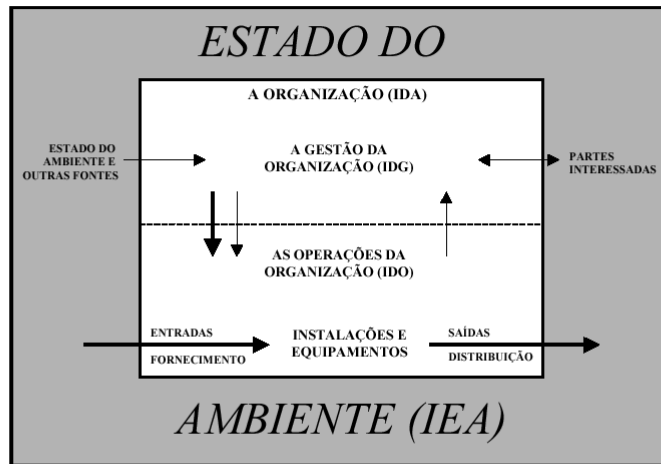 ESTADO DO
A ORGANIZAÇÃO (IDA)
ESTADO DO
AMBIENTE E
OUTRAS FONTES
A GESTÃO DA
ORGANIZAÇÃO (IDG)
PARTES
INTERESSADAS
AS OPERAÇÕES DA
ORGANIZAÇÃO (IDO)
ENTRADAS
FORNECIMENTO
INSTALAÇÕES E
EQUIPAMENTOS
SAÍDAS
DISTRIBUIÇÃO
AMBIENTE (IEA)